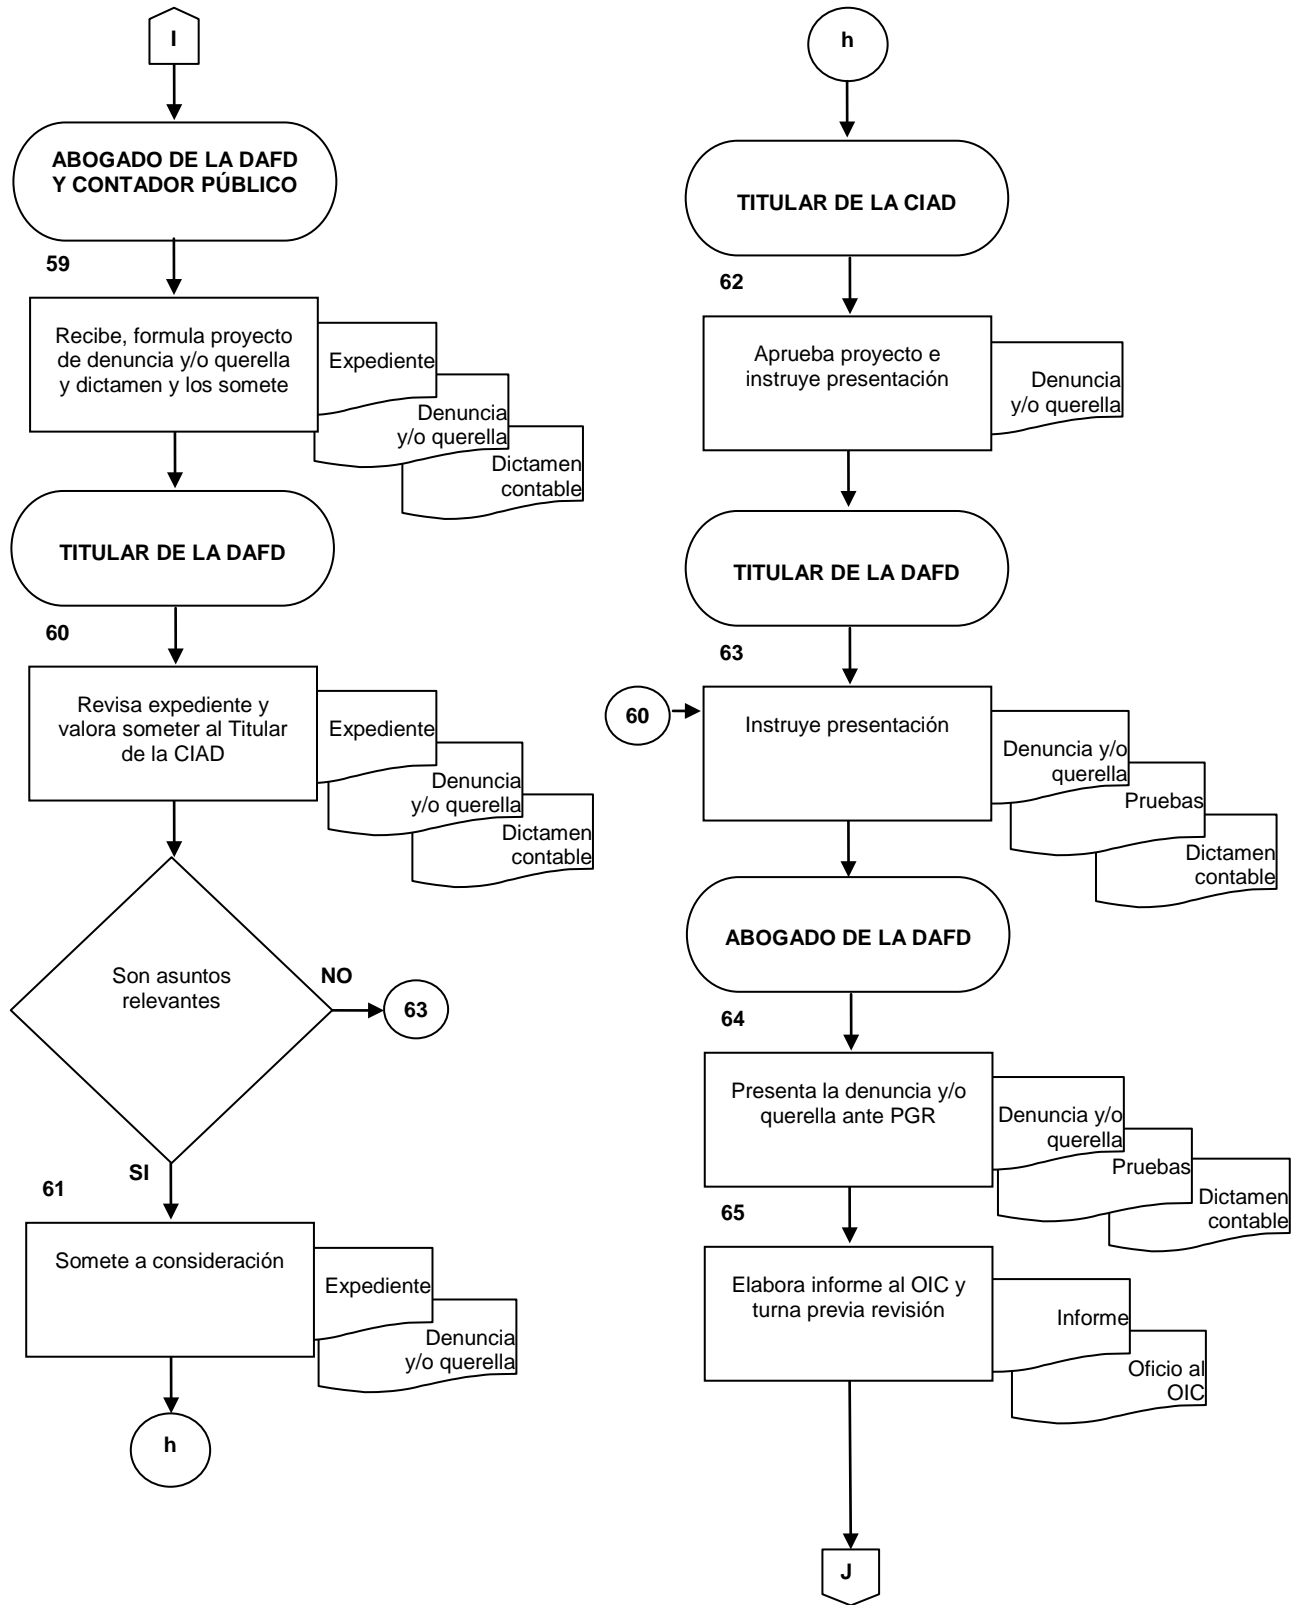 I
ABOGADO DE LA DAFD
Y CONTADOR PÚBLICO
59
Recibe, formula proyecto
de denuncia y/o querella
y dictamen y los somete
Expediente
Denuncia
y/o querella
Dictamen
contable
TITULAR DE LA DAFD
60
Revisa expediente y
valora someter al Titular
de la CIAD
Expediente
Denuncia
y/o querella
Dictamen
contable
Son asuntos
relevantes
NO
63
SI
61
Somete a consideración
Expediente
Denuncia
y/o querella
h
h
TITULAR DE LA CIAD
62
Aprueba proyecto e
instruye presentación
Denuncia
y/o querella
TITULAR DE LA DAFD
63
60
Instruye presentación
Denuncia y/o
querella
Pruebas
Dictamen
contable
ABOGADO DE LA DAFD
64
Presenta la denuncia y/o
querella ante PGR
Denuncia y/o
querella
Pruebas
Dictamen
contable
65
Elabora informe al OIC y
turna previa revisión
Informe
Oficio al
OIC
J